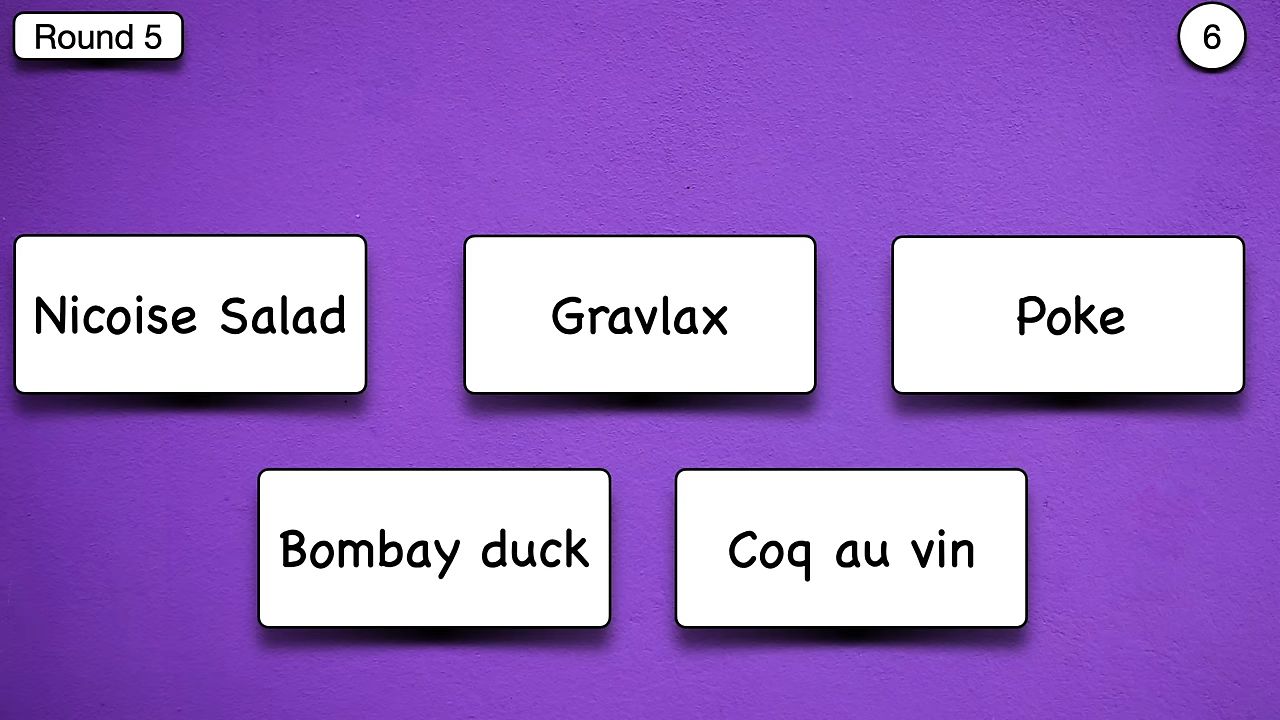 Round 5
6
Nicoise Salad
Gravlax
Poke
Bombay duck
Coq au vin